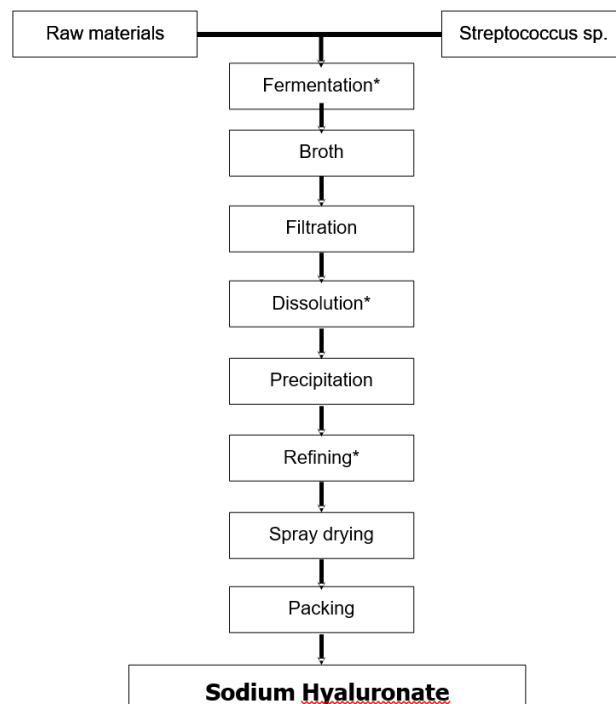 Raw materials
Streptococcus sp.
Fermentation*
Broth
Filtration
Dissolution*
Precipitation
Refining*
Spray drying
Packing
Sodium Hyaluronate